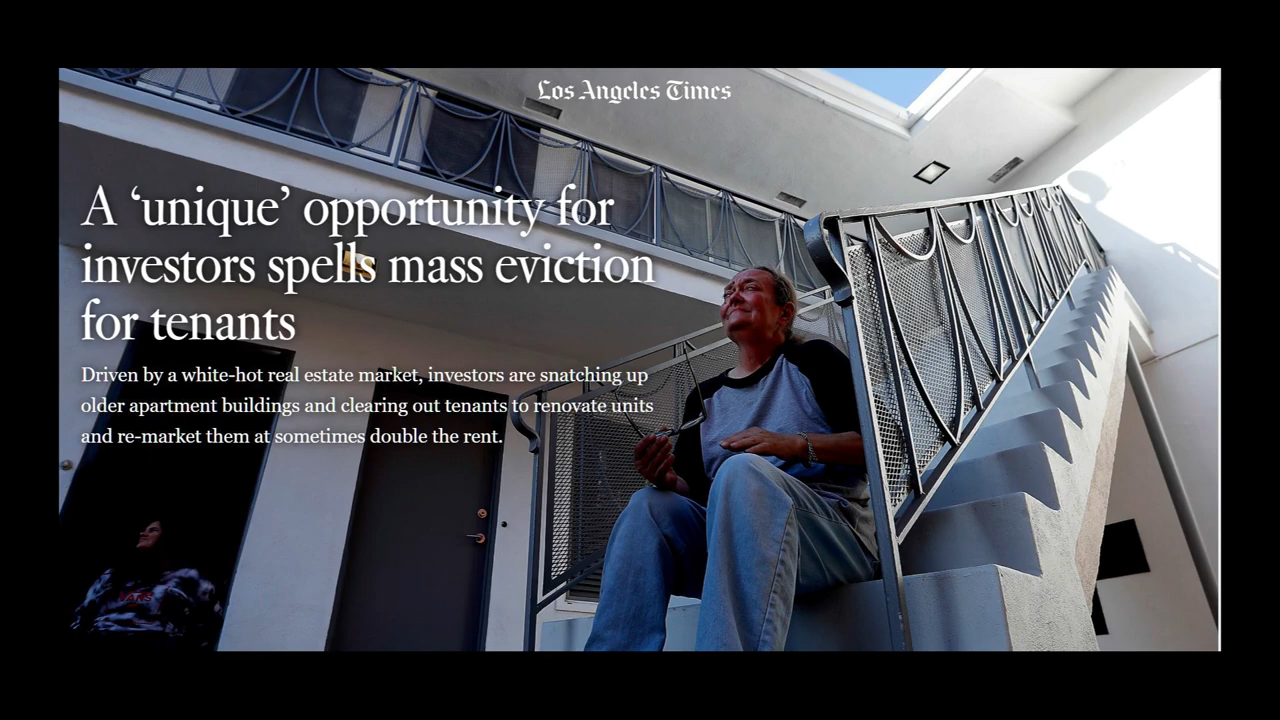 Los Angeles Times
A ‘unique’ opportunity for
investors spells mass eviction
for tenants
Driven by a white-hot real estate market, investors are snatching up
older apartment buildings and clearing out tenants to renovate units
and re-market them at sometimes double the rent.
VANS